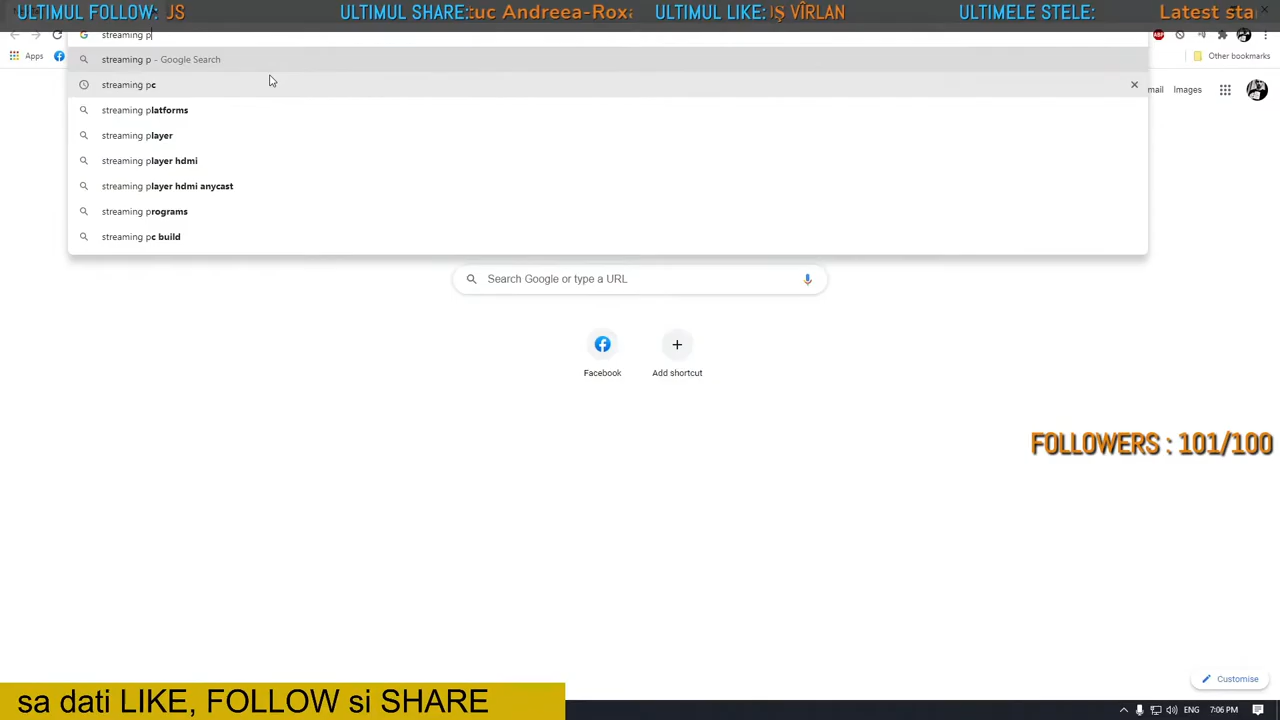 ULTIMUL FOLLOW: JS ULTIMUL SHARE: tuc Andreea-Roxa ULTIMUL LIKE: Ș VÎRLAN ULTIMELE STELE: Latest sta
streaming p
Apps Other bookmarks
streaming p - Google Search
streaming pc
mail Images
streaming platforms
streaming player
streaming player hdmi
streaming player hdmi anycast
streaming programs
streaming pc build
Search Google or type a URL
Facebook Add shortcut
FOLLOWERS : 101/100
Customise
sa dati LIKE, FOLLOW si SHARE
ENG 7:06 PM